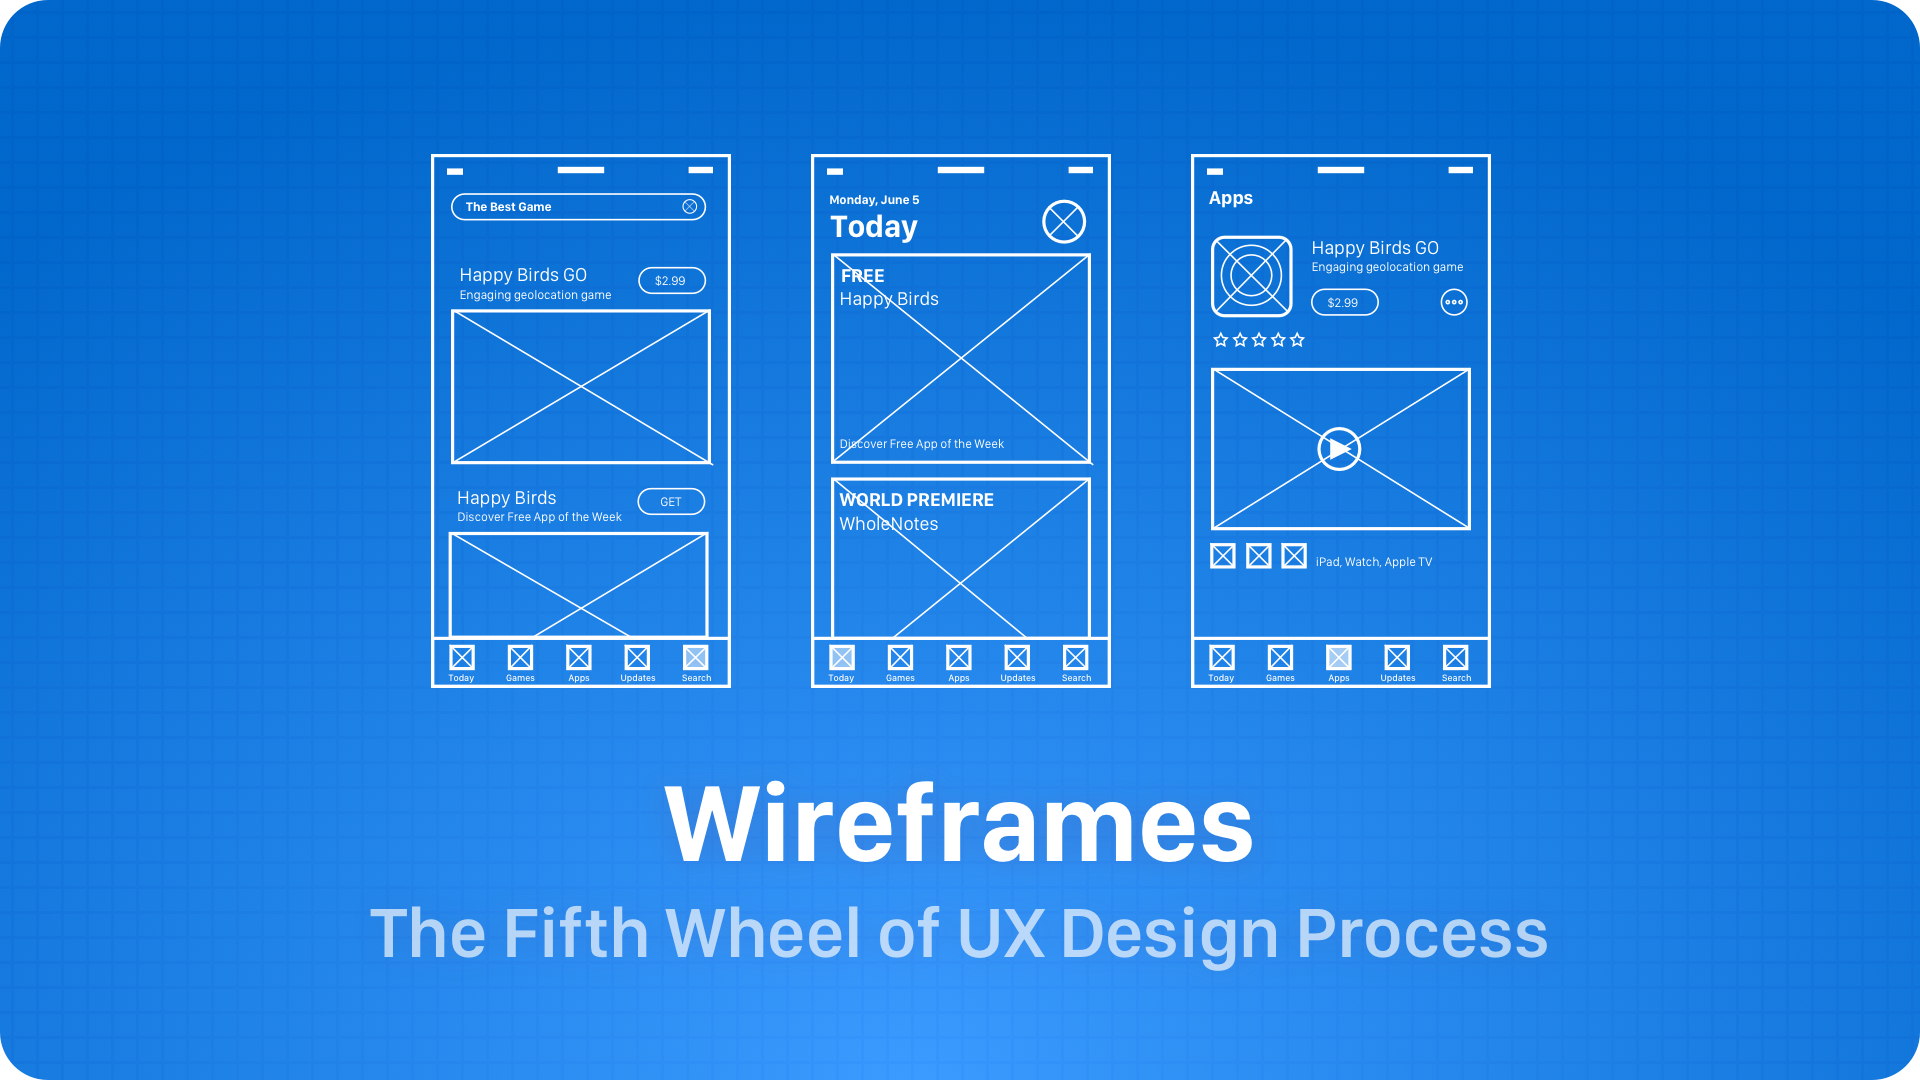 The Best Game
Happy Birds GO
Engaging geolocation game
$2.99
Happy Birds
Discover Free App of the Week
GET
Today
Games
Apps
Updates
Search
Monday, June 5
Today
FREE
Happy Birds
Discover Free App of the Week
WORLD PREMIERE
WholeNotes
Today
Games
Apps
Updates
Search
Apps
Happy Birds GO
Engaging geolocation game
$2.99
iPad, Watch, Apple TV
Today
Games
Apps
Updates
Search
Wireframes
The Fifth Wheel of UX Design Process